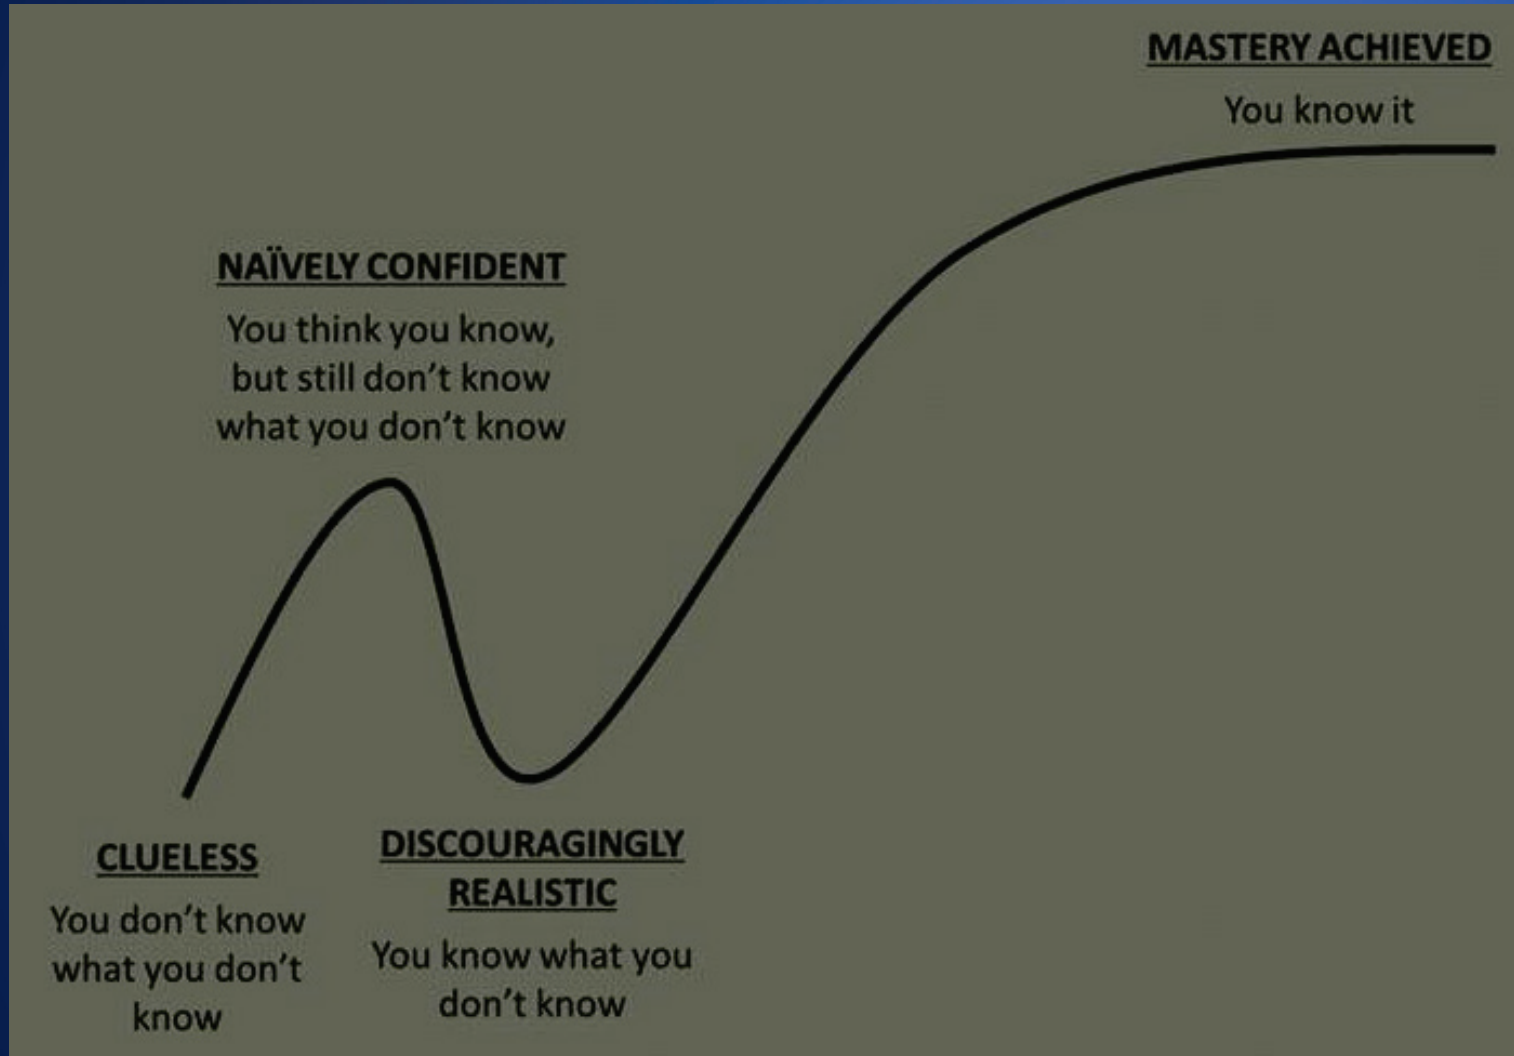 MASTERY ACHIEVED
You know it
NAÏVELY CONFIDENT
You think you know,
but still don't know
what you don't know
CLUELESS
You don't know
what you don't
know
DISCOURAGINGLY
REALISTIC
You know what you
don't know